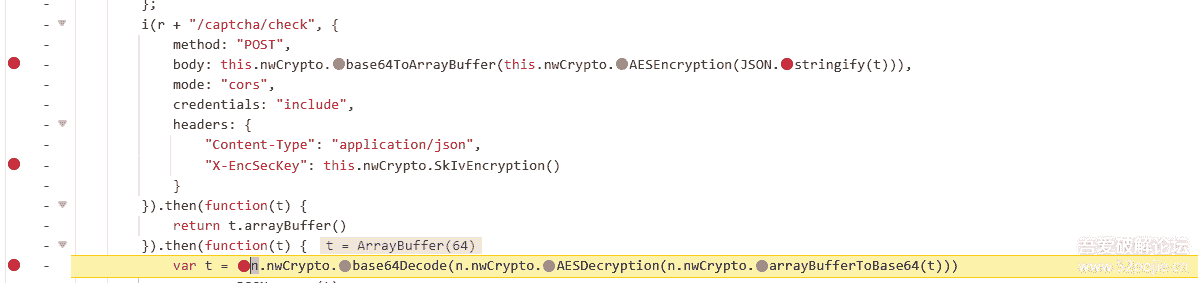 };
i(r + "/captcha/check", {
method: "POST",
body: this.nwCrypto.base64ToArrayBuffer(this.nwCrypto.AESEncryption(JSON.stringify(t))),
mode: "cors",
credentials: "include",
headers: {
"Content-Type": "application/json",
"X-EncSecKey": this.nwCrypto.SkIvEncryption()
}
}).then(function(t) {
return t.arrayBuffer()
}).then(function(t) { t = ArrayBuffer(64)
var t = n.nwCrypto.base64Decode(n.nwCrypto.AESDecryption(n.nwCrypto.arrayBufferToBase64(t)))
吾爱破解论坛
www.52pojie.cn